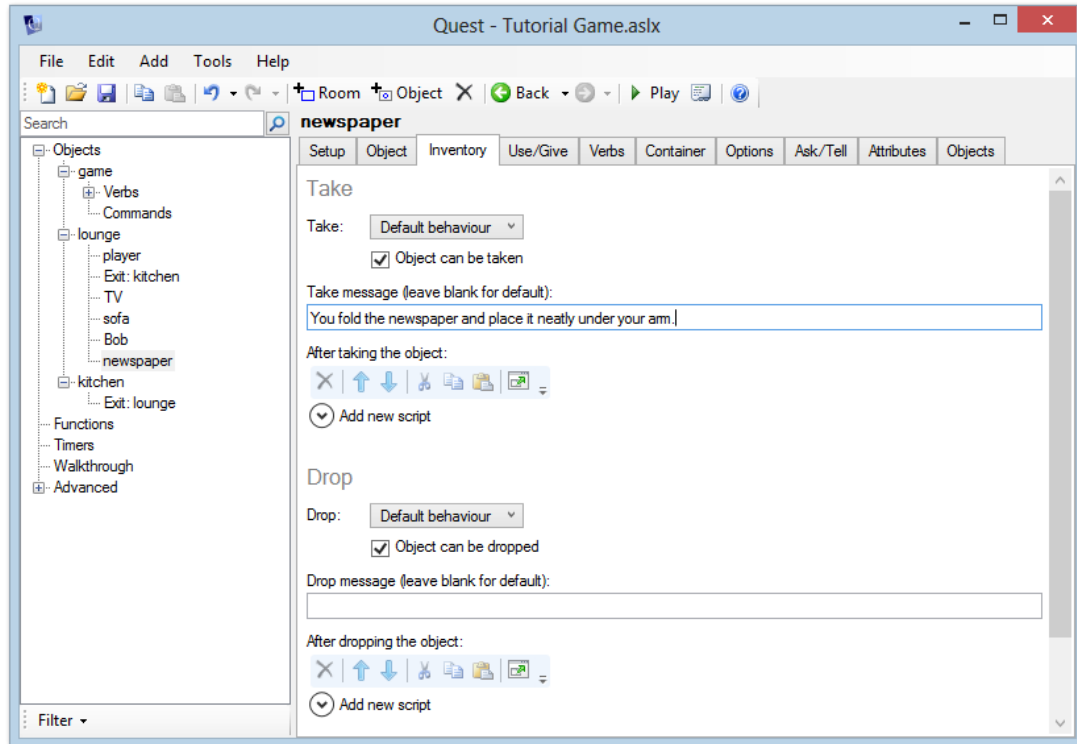 Quest - Tutorial Game.aslx
File Edit Add Tools Help
Room Object Back Play
Search
newspaper
Setup Object Inventory Use/Give Verbs Container Options Ask/Tell Attributes Objects
Objects
game
Verbs
Commands
lounge
player
Exit: kitchen
TV
sofa
Bob
newspaper
kitchen
Exit: lounge
Functions
Timers
Walkthrough
Advanced
Filter
Take
Take: Default behaviour
Object can be taken
Take message (leave blank for default):
You fold the newspaper and place it neatly under your arm.
After taking the object:
Add new script
Drop
Drop: Default behaviour
Object can be dropped
Drop message (leave blank for default):
After dropping the object:
Add new script